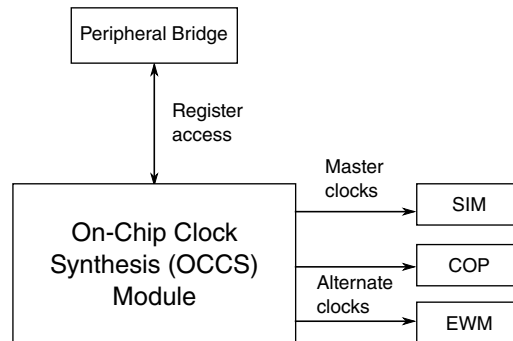 Peripheral Bridge
Register
access
Master
clocks
SIM
On-Chip Clock
Synthesis (OCCS)
Module
COP
Alternate
clocks
EWM